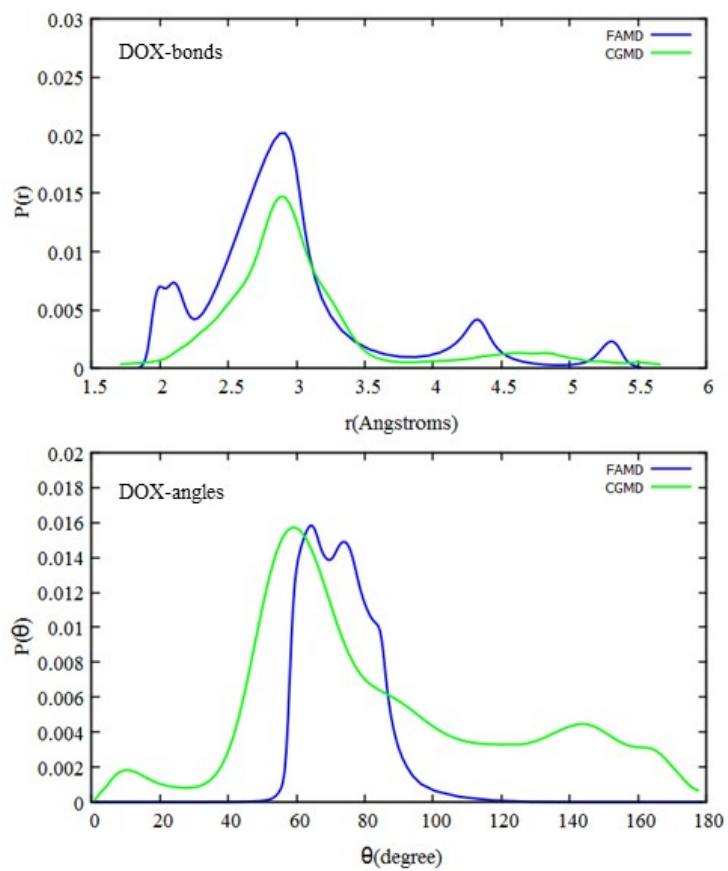 0.03
DOX-bonds
FAMD
CGMD
0.025
0.02
P(r)
0.015
0.01
0.005
0
1.5 2 2.5 3 3.5 4 4.5 5 5.5 6
r(Angstroms)
0.02
DOX-angles
FAMD
CGMD
0.018
0.016
0.014
0.012
P(θ)
0.01
0.008
0.006
0.004
0.002
0
0 20 40 60 80 100 120 140 160 180
θ(degree)